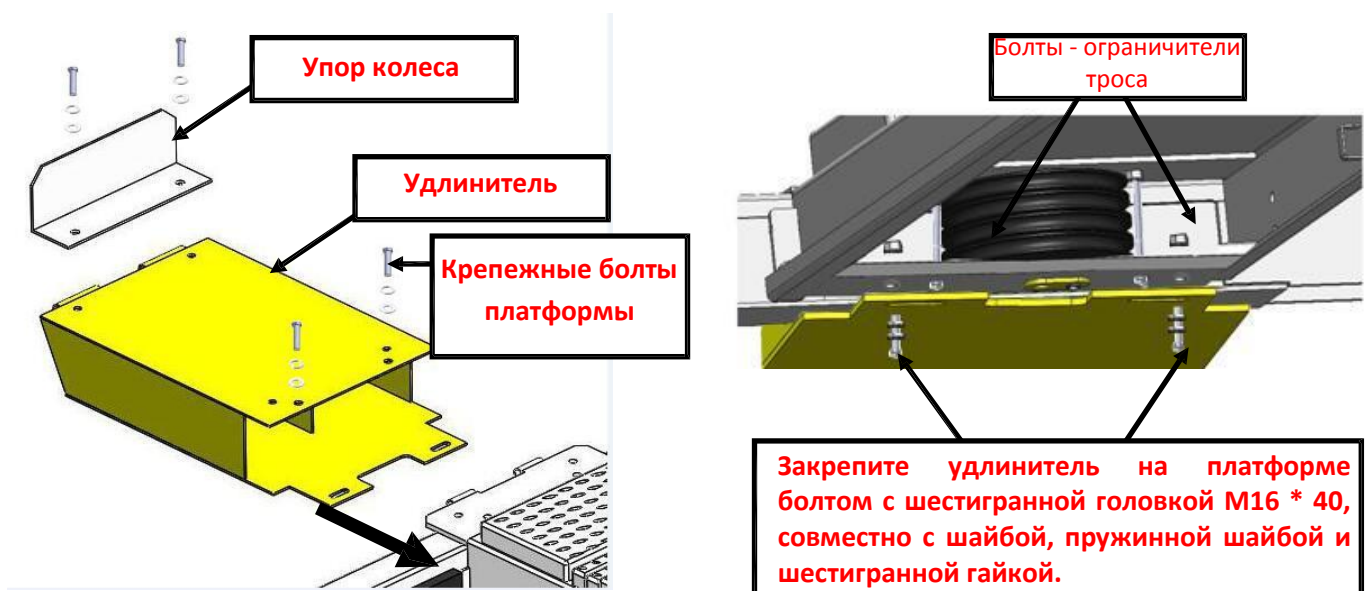 Упор колеса
Удлинитель
Крепежные болты
платформы
Болты - ограничители
троса
Закрепите удлинитель на платформе
болтом с шестигранной головкой М16 * 40,
совместно с шайбой, пружинной шайбой и
шестигранной гайкой.